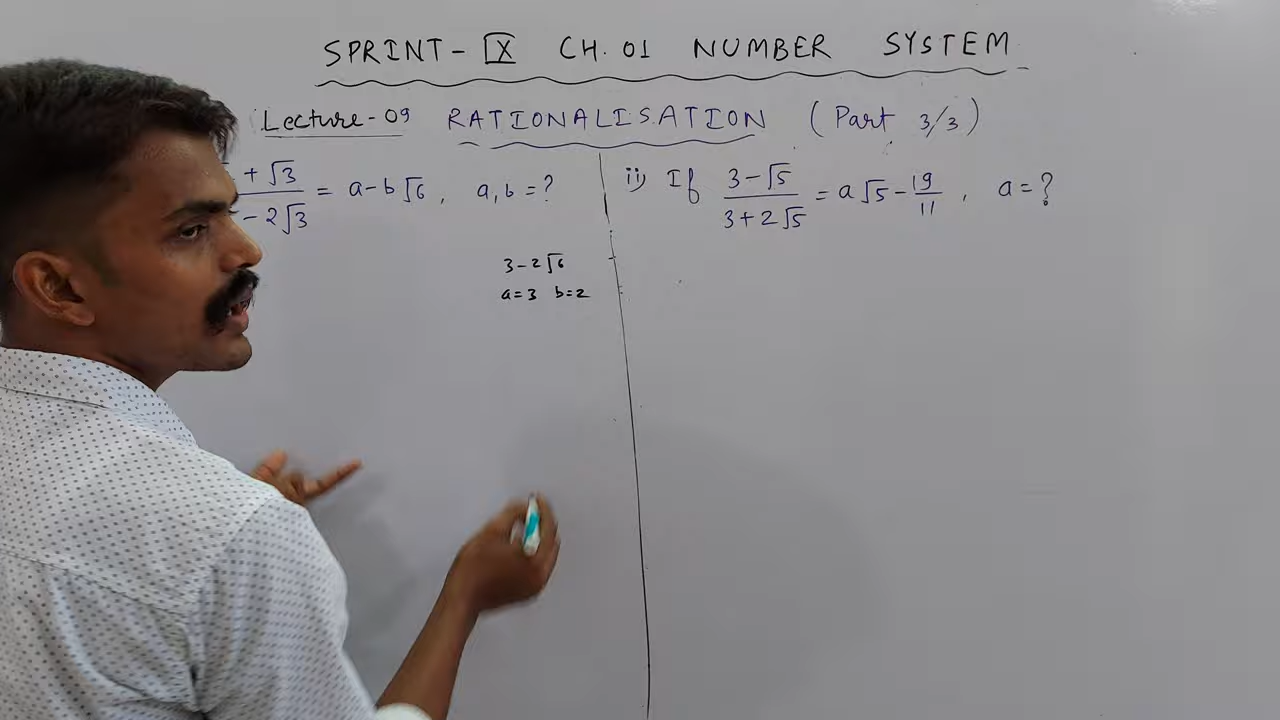 SPRINT-IX CH.01 NUMBER SYSTEM
Lecture-09 RATIONALISATION (Part 3/3)
+ √3 / - 2√3 = a - b√6, a, b = ?
3 - 2√6
a = 3 b = 2
ii) If 3 - √5 / 3 + 2√5 = a√5 - 19/11, a = ?